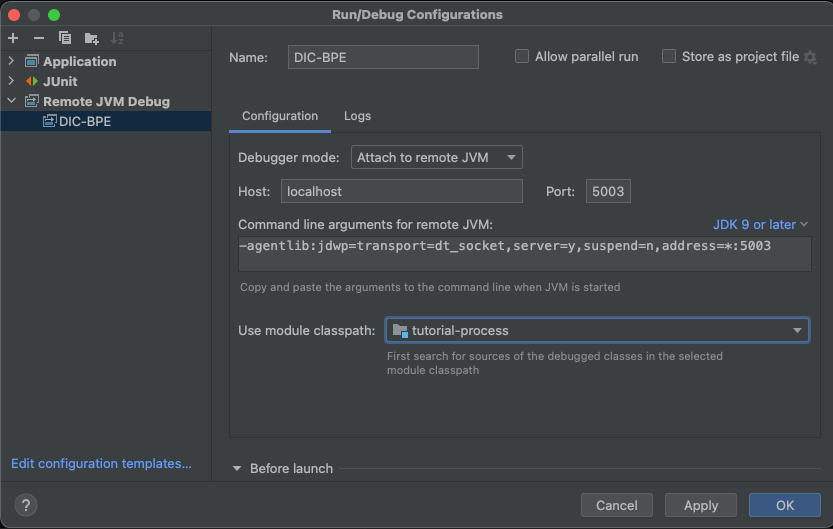 Run/Debug Configurations
Application
JUnit
Remote JVM Debug
DIC-BPE
Edit configuration templates...
Name: DIC-BPE
Allow parallel run
Store as project file
Configuration
Logs
Debugger mode: Attach to remote JVM
Host: localhost
Port: 5003
Command line arguments for remote JVM:
JDK 9 or later
-agentlib:jdwp=transport=dt_socket,server=y,suspend=n,address=*:5003
Copy and paste the arguments to the command line when JVM is started
Use module classpath: tutorial-process
First search for sources of the debugged classes in the selected
module classpath
Before launch
?
Cancel
Apply
OK